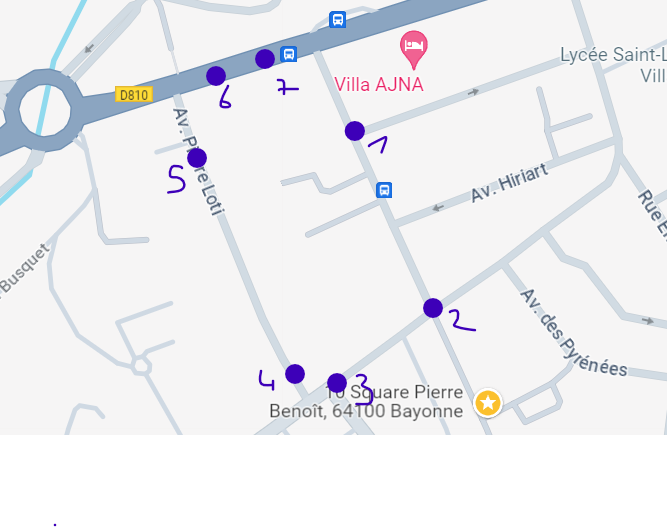 Lycée Saint-L
Vill
Villa AJNA
D810
6
7
1
Av. Pierre Loti
5
Av. Hiriart
Rue E
Busquet
2
Av. des Pyrénées
4
3
10 Square Pierre
Benoît, 64100 Bayonne